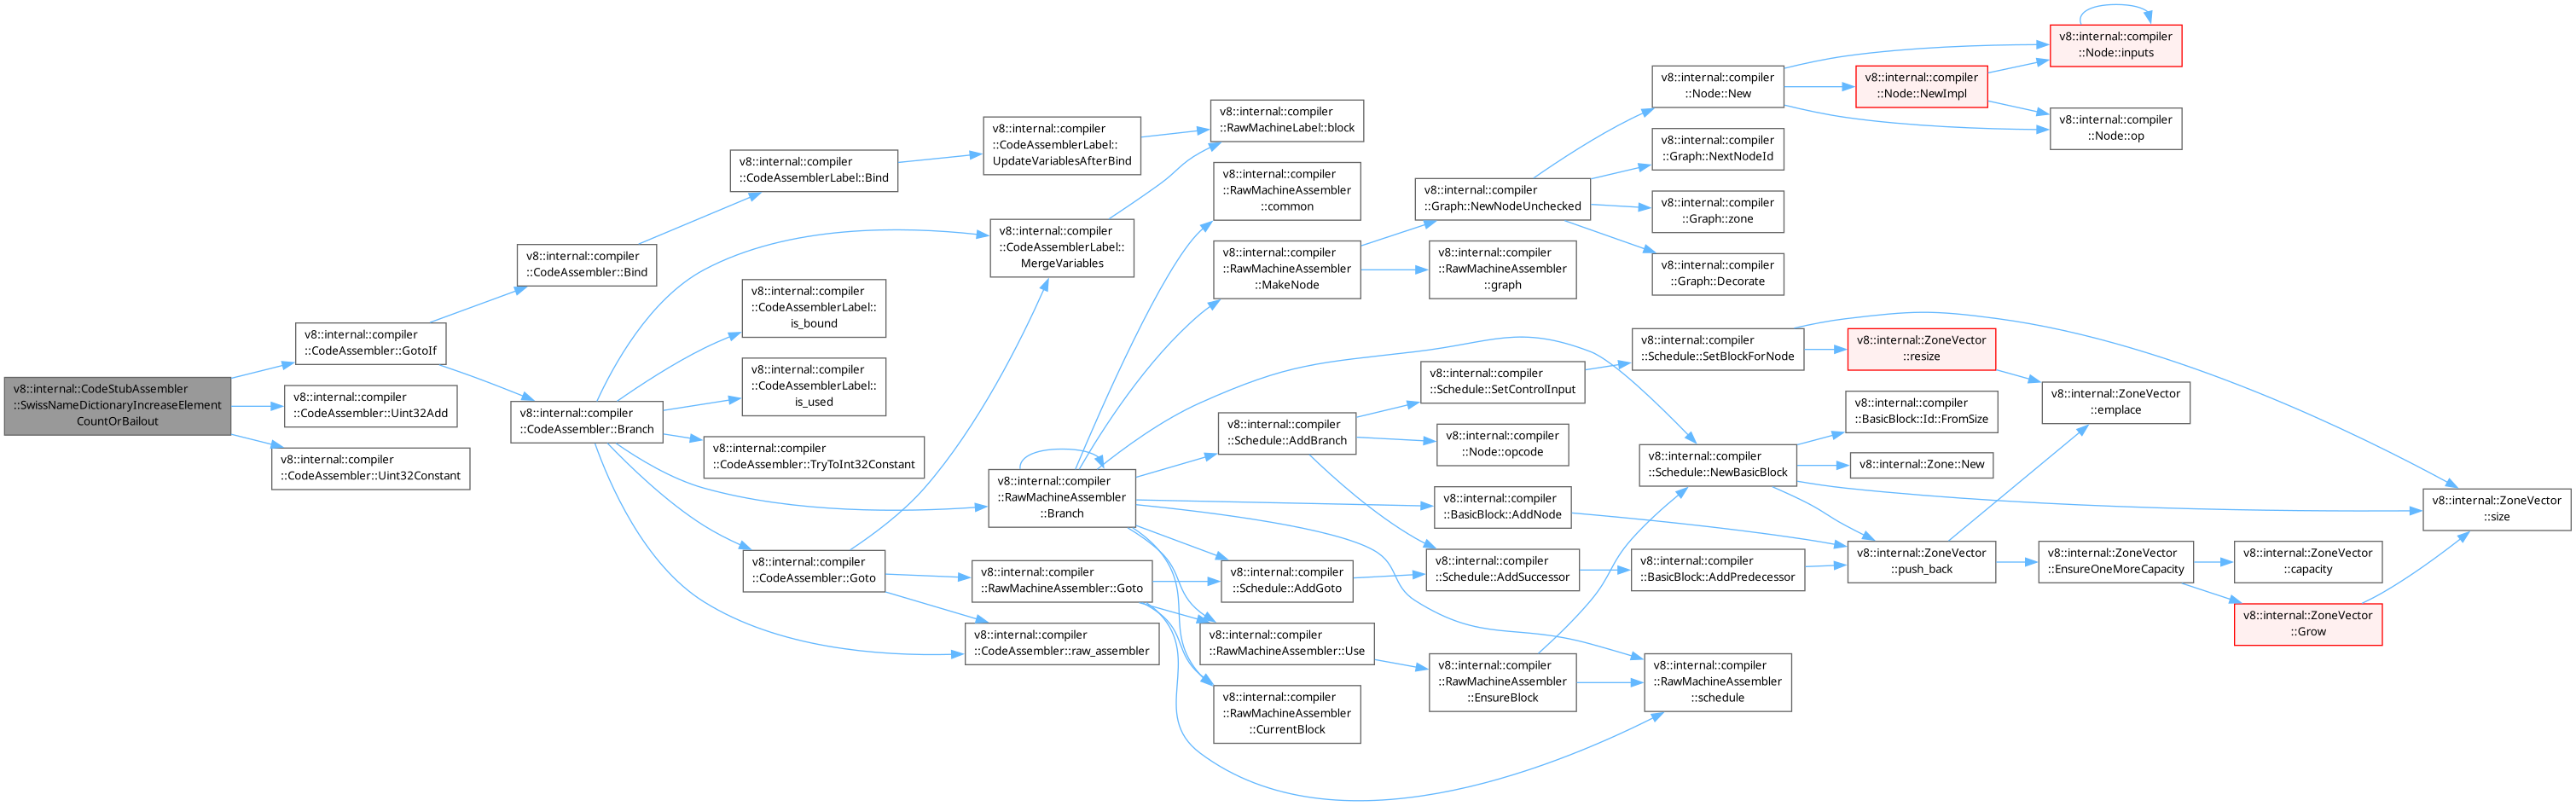 v8::internal::CodeStubAssembler
::SwissNameDictionaryIncreaseElement
CountOrBailout
v8::internal::compiler
::CodeAssembler::GotoIf
v8::internal::compiler
::CodeAssembler::Uint32Add
v8::internal::compiler
::CodeAssembler::Uint32Constant
v8::internal::compiler
::CodeAssembler::Bind
v8::internal::compiler
::CodeAssembler::Branch
v8::internal::compiler
::CodeAssemblerLabel::Bind
v8::internal::compiler
::CodeAssemblerLabel::
is_bound
v8::internal::compiler
::CodeAssemblerLabel::
is_used
v8::internal::compiler
::CodeAssembler::TryToInt32Constant
v8::internal::compiler
::CodeAssembler::Goto
v8::internal::compiler
::CodeAssemblerLabel::
UpdateVariablesAfterBind
v8::internal::compiler
::CodeAssemblerLabel::
MergeVariables
v8::internal::compiler
::RawMachineAssembler
::Branch
v8::internal::compiler
::RawMachineAssembler::Goto
v8::internal::compiler
::CodeAssembler::raw_assembler
v8::internal::compiler
::RawMachineLabel::block
v8::internal::compiler
::RawMachineAssembler
::common
v8::internal::compiler
::RawMachineAssembler
::MakeNode
v8::internal::compiler
::Schedule::AddBranch
v8::internal::compiler
::Schedule::AddGoto
v8::internal::compiler
::RawMachineAssembler::Use
v8::internal::compiler
::RawMachineAssembler
::CurrentBlock
v8::internal::compiler
::Graph::NewNodeUnchecked
v8::internal::compiler
::RawMachineAssembler
::graph
v8::internal::compiler
::Schedule::SetControlInput
v8::internal::compiler
::Node::opcode
v8::internal::compiler
::BasicBlock::AddNode
v8::internal::compiler
::Schedule::AddSuccessor
v8::internal::compiler
::RawMachineAssembler
::EnsureBlock
v8::internal::compiler
::Node::New
v8::internal::compiler
::Graph::NextNodeId
v8::internal::compiler
::Graph::zone
v8::internal::compiler
::Graph::Decorate
v8::internal::compiler
::Schedule::SetBlockForNode
v8::internal::compiler
::Schedule::NewBasicBlock
v8::internal::compiler
::BasicBlock::AddPredecessor
v8::internal::compiler
::RawMachineAssembler
::schedule
v8::internal::compiler
::Node::NewImpl
v8::internal::ZoneVector
::resize
v8::internal::compiler
::BasicBlock::Id::FromSize
v8::internal::Zone::New
v8::internal::ZoneVector
::push_back
v8::internal::compiler
::Node::inputs
v8::internal::compiler
::Node::op
v8::internal::ZoneVector
::emplace
v8::internal::ZoneVector
::EnsureOneMoreCapacity
v8::internal::ZoneVector
::capacity
v8::internal::ZoneVector
::Grow
v8::internal::ZoneVector
::size